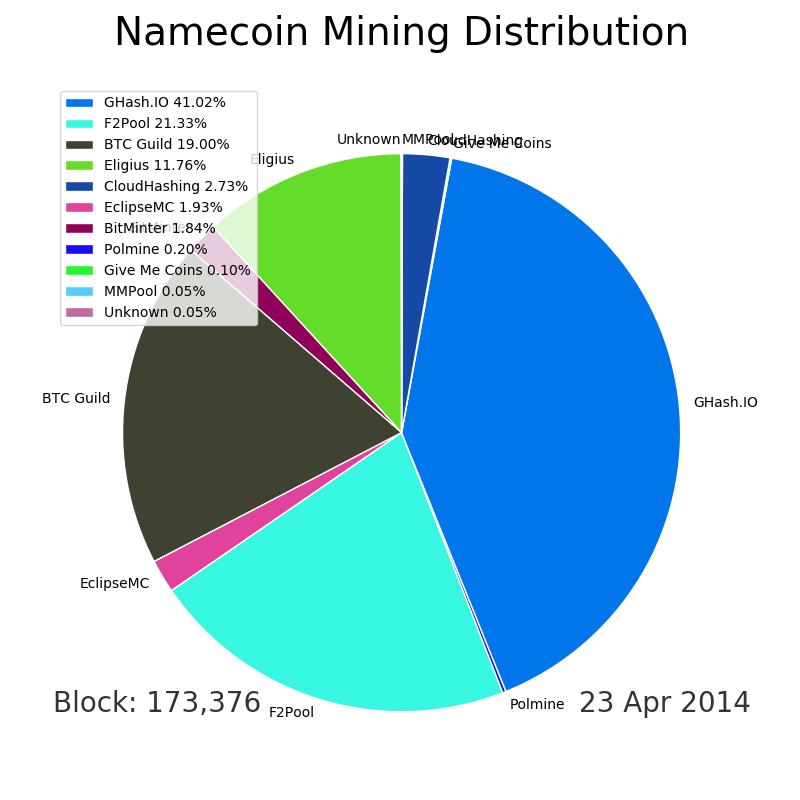 Namecoin Mining Distribution
GHash.IO 41.02%
F2Pool 21.33%
BTC Guild 19.00%
Eligius 11.76%
CloudHashing 2.73%
EclipseMC 1.93%
BitMinter 1.84%
Polmine 0.20%
Give Me Coins 0.10%
MMPool 0.05%
Unknown 0.05%
Unknown
MMPool
CloudHashing
Give Me Coins
Eligius
BTC Guild
GHash.IO
EclipseMC
F2Pool
Polmine
Block: 173,376
23 Apr 2014